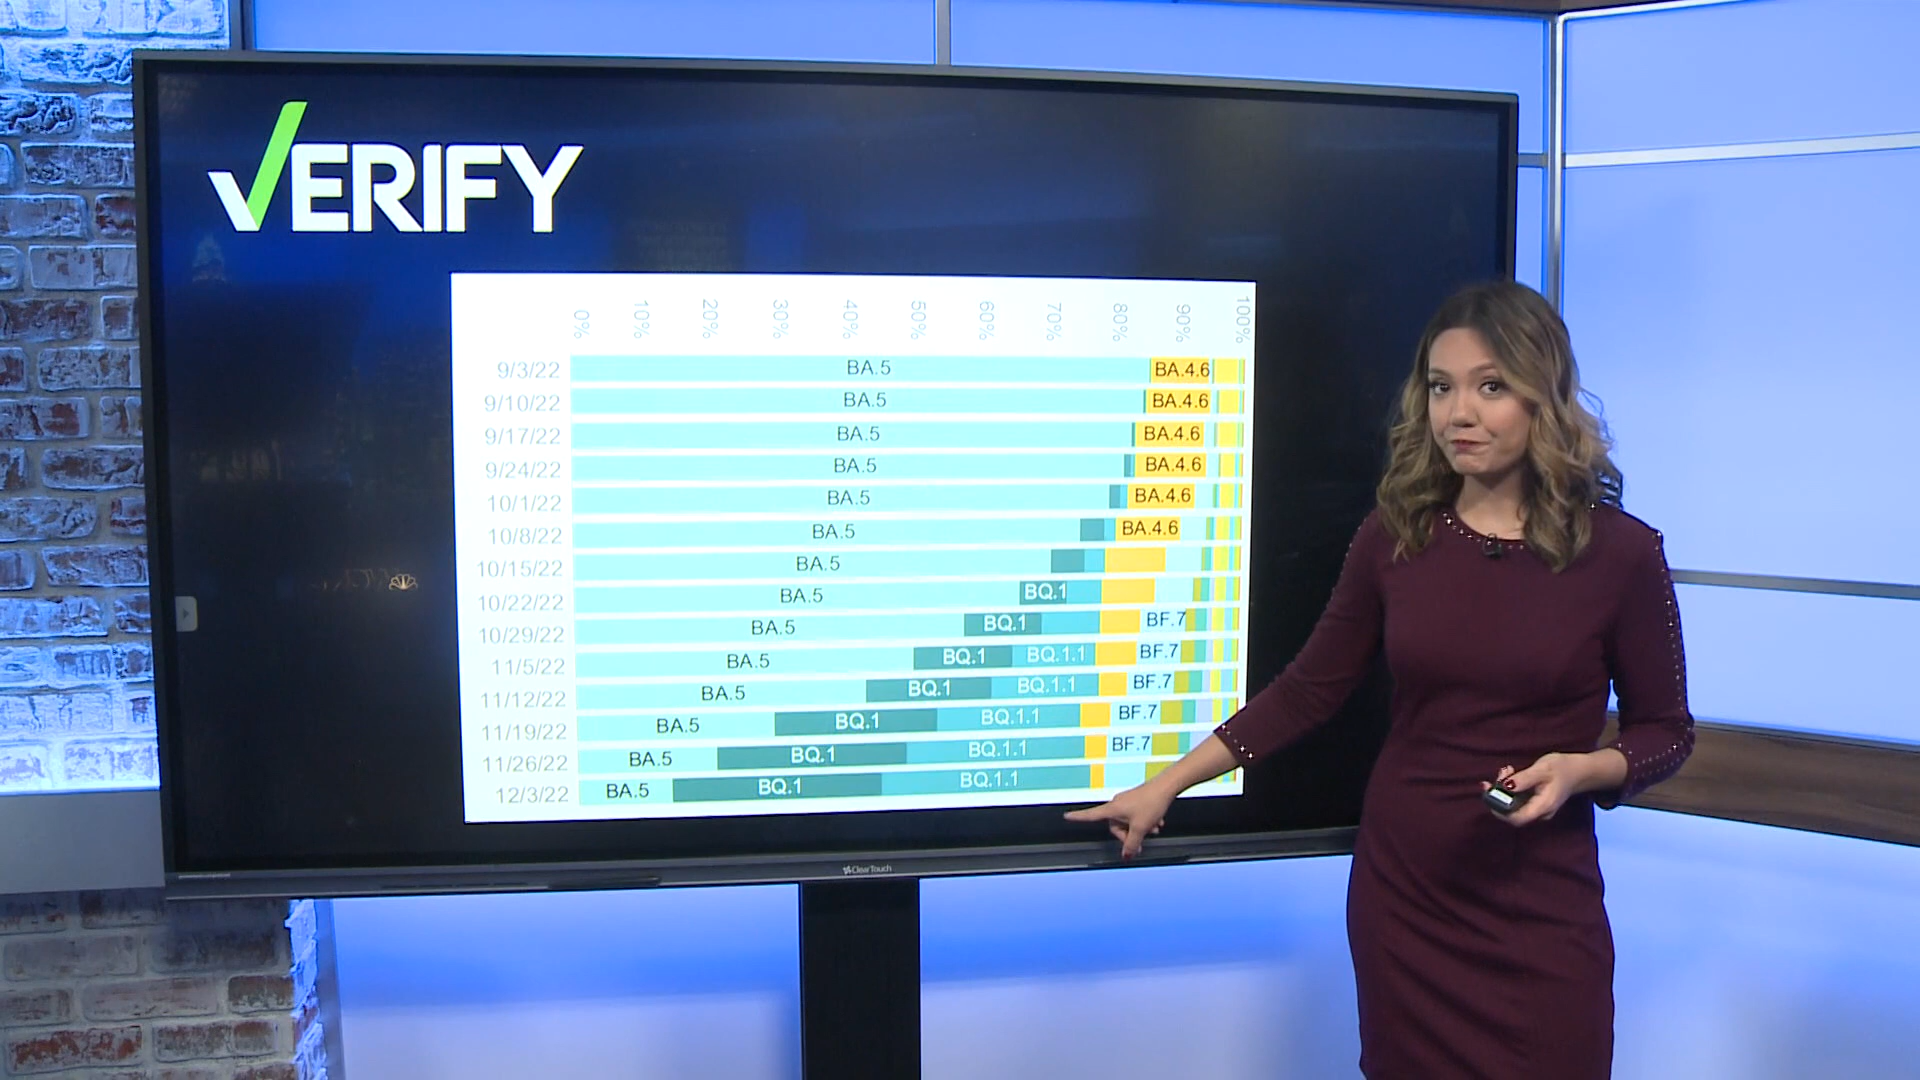 VERIFY
0% 10% 20% 30% 40% 50% 60% 70% 80% 90% 100%
9/3/22 BA.5 BA.4.6
9/10/22 BA.5 BA.4.6
9/17/22 BA.5 BA.4.6
9/24/22 BA.5 BA.4.6
10/1/22 BA.5 BA.4.6
10/8/22 BA.5 BA.4.6
10/15/22 BA.5
10/22/22 BA.5 BQ.1
10/29/22 BA.5 BQ.1 BF.7
11/5/22 BA.5 BQ.1 BQ.1.1 BF.7
11/12/22 BA.5 BQ.1 BQ.1.1 BF.7
11/19/22 BA.5 BQ.1 BQ.1.1 BF.7
11/26/22 BA.5 BQ.1 BQ.1.1 BF.7
12/3/22 BA.5 BQ.1 BQ.1.1
ClearTouch